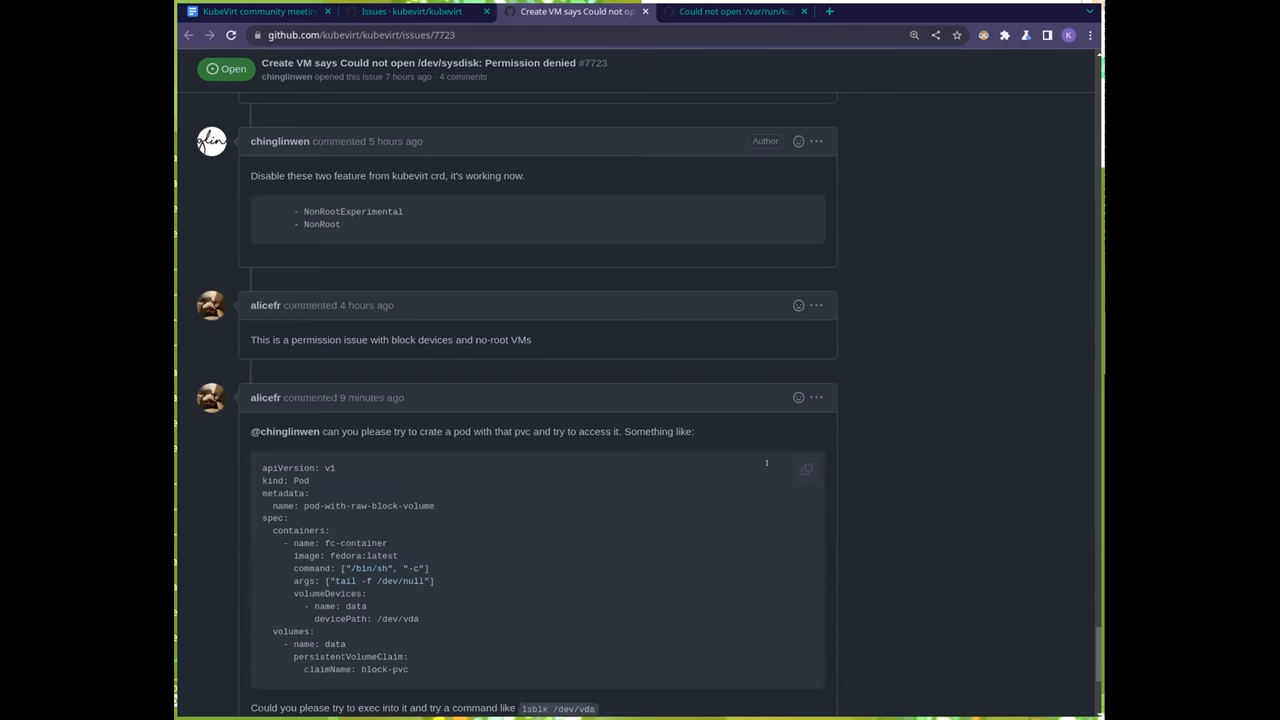 KubeVirt community meeting
Issues · kubevirt/kubevirt
Create VM says Could not op
Could not open '/var/run/ku
github.com/kubevirt/kubevirt/issues/7723
K
Open
Create VM says Could not open /dev/sysdisk: Permission denied #7723
chinglinwen opened this issue 7 hours ago · 4 comments
chinglinwen commented 5 hours ago
Author
Disable these two feature from kubevirt crd, it's working now.
- NonRootExperimental
- NonRoot
alicefr commented 4 hours ago
This is a permission issue with block devices and no-root VMs
alicefr commented 9 minutes ago
@chinglinwen can you please try to crate a pod with that pvc and try to access it. Something like:
apiVersion: v1
kind: Pod
metadata:
name: pod-with-raw-block-volume
spec:
containers:
- name: fc-container
image: fedora:latest
command: ["/bin/sh", "-c"]
args: ["tail -f /dev/null"]
volumeDevices:
- name: data
devicePath: /dev/vda
volumes:
- name: data
persistentVolumeClaim:
claimName: block-pvc
Could you please try to exec into it and try a command like lsblk /dev/vda